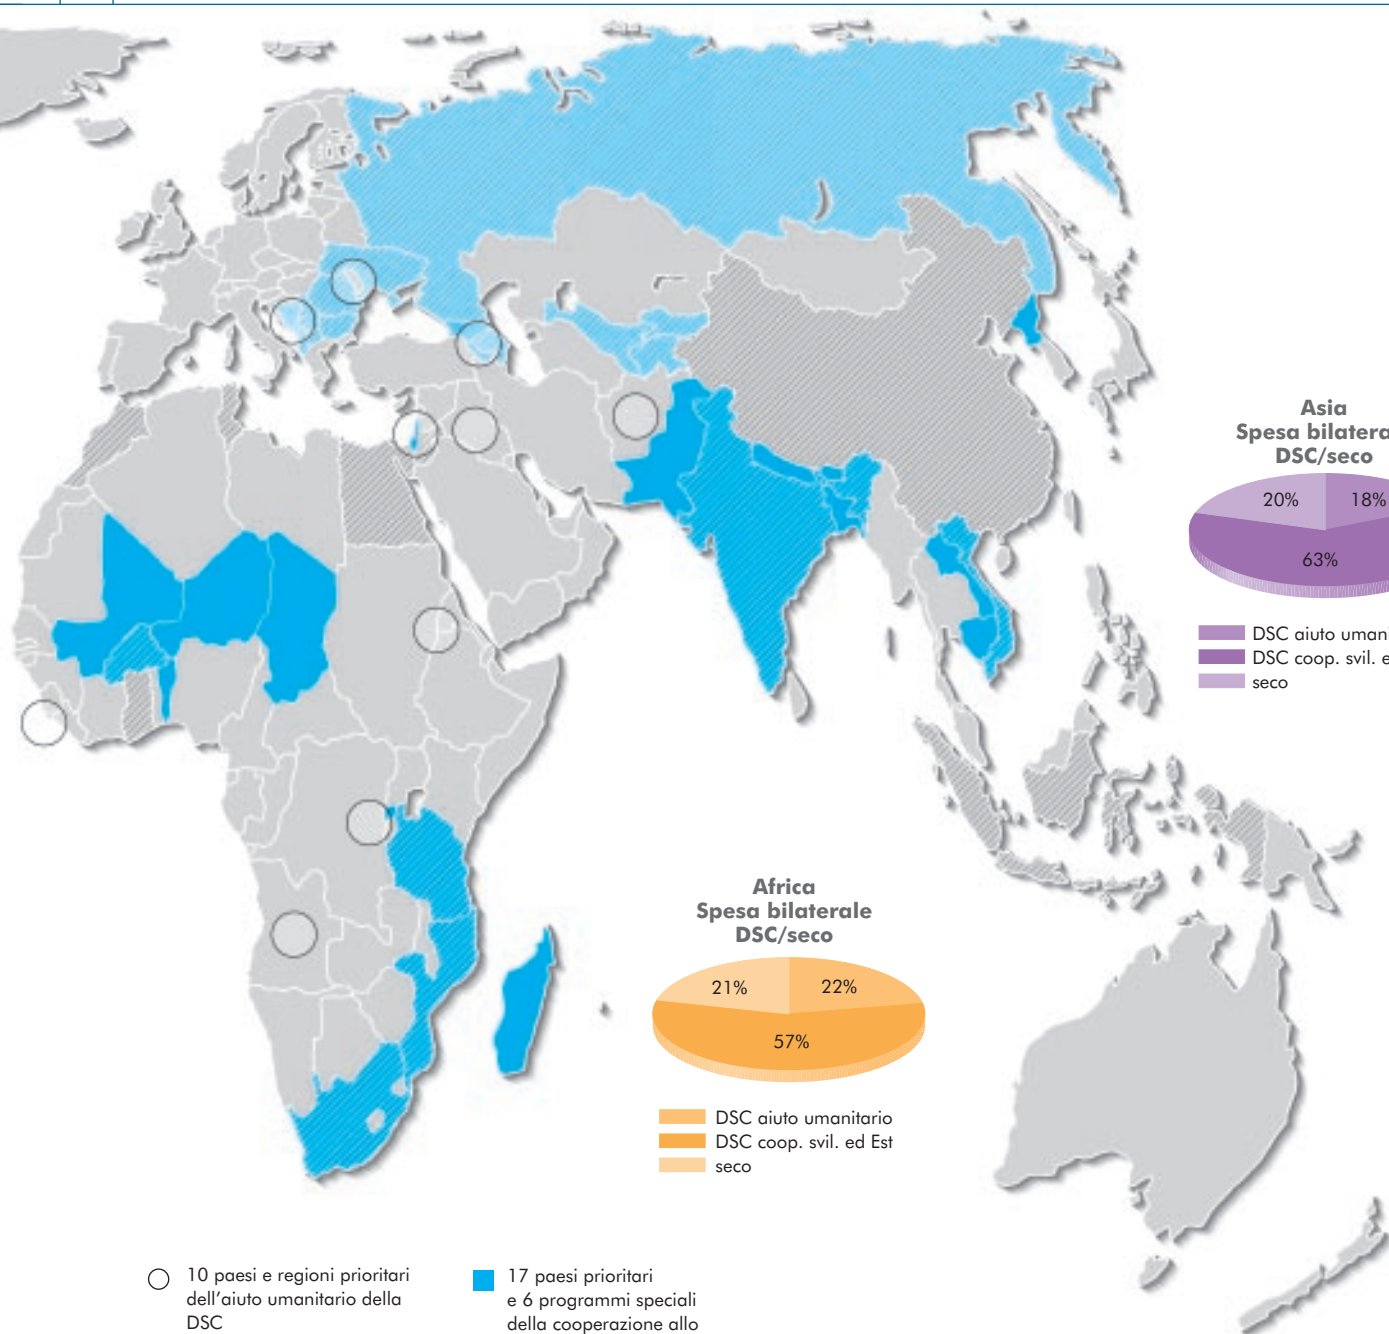 Asia
Spesa bilatera
DSC/seco
20%
18%
63%
DSC aiuto umani
DSC coop. svil. e
seco
Africa
Spesa bilaterale
DSC/seco
21%
22%
57%
DSC aiuto umanitario
DSC coop. svil. ed Est
seco
10 paesi e regioni prioritari
dell'aiuto umanitario della
DSC
17 paesi prioritari
e 6 programmi speciali
della cooperazione allo